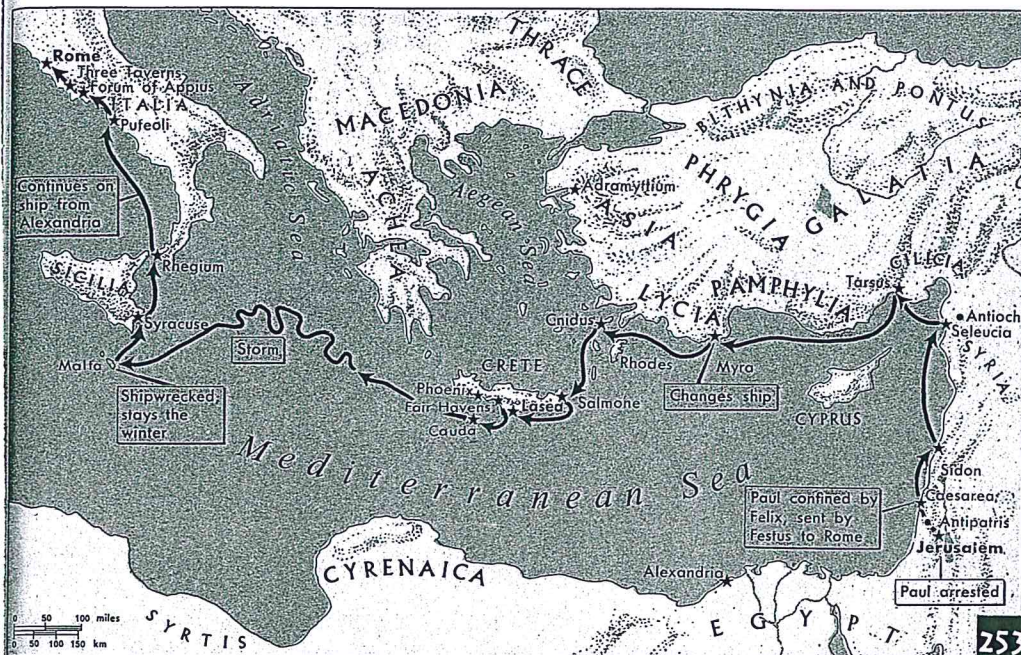 THRACE
MACEDONIA
BITHYNIA AND PONTUS
Rome
Three Taverns
Forum of Appius
ITALIA
Puteoli
Adriatic Sea
ACHEA
Aegean Sea
Adramyttium
ASIA
PHRYGIA
GALATIA
Continues on
ship from
Alexandria
Rhegium
SICILIA
Syracuse
Malta
Storm
Shipwrecked,
stays the
winter
LYCIA
PAMPHYLIA
CILICIA
Tarsus
Antioch
Seleucia
SYRIA
Cnidus
Rhodes
Myra
Changes ship
CYPRUS
CRETE
Phoenix
Fair Havens
Lasea
Salmone
Cauda
Mediterranean Sea
Sidon
Paul confined by
Felix, sent by
Festus to Rome
Caesarea
Antipatris
Jerusalem
Paul arrested
CYRENAICA
Alexandria
EGYPT
SYRTIS
0 50 100 miles
0 50 100 150 km
253